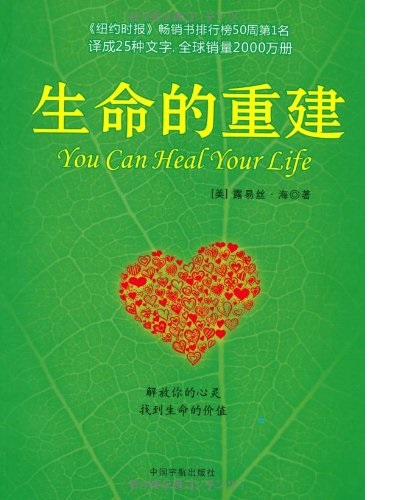 《纽约时报》畅销书排行榜50周第1名
译成25种文字,全球销量2000万册
生命的重建
You Can Heal Your Life
[美] 露易丝·海◎著
解放你的心灵
找到生命的价值
中国宇航出版社